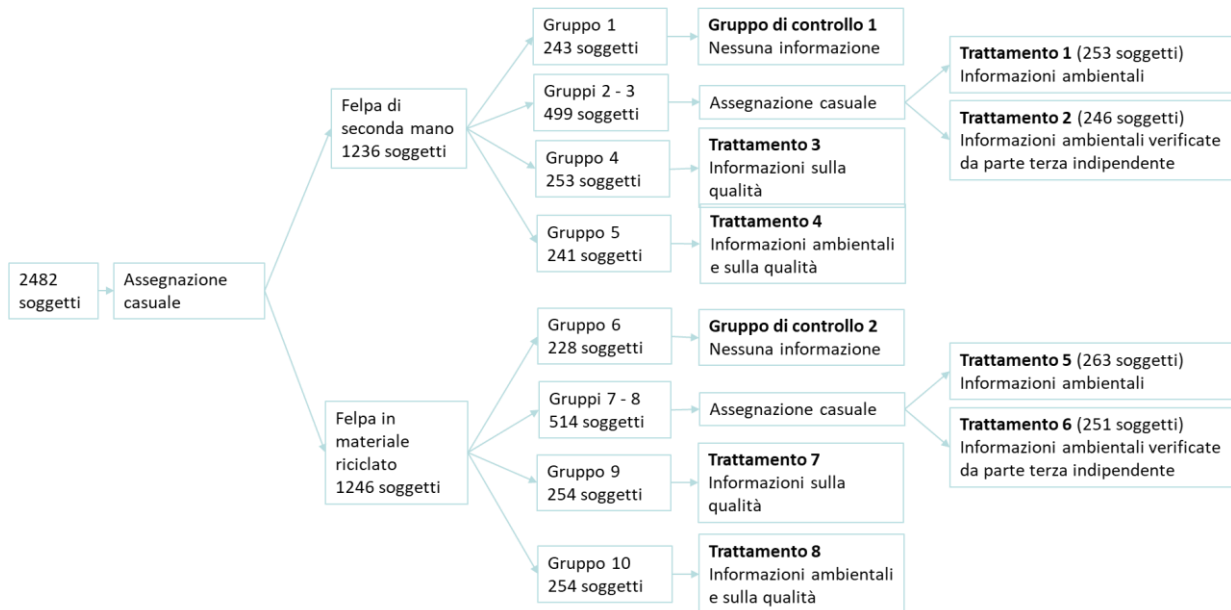 2482
soggetti
Assegnazione
casuale
Felpa di
seconda mano
1236 soggetti
Gruppo 1
243 soggetti
Gruppo di controllo 1
Nessuna informazione
Gruppi 2 - 3
499 soggetti
Assegnazione casuale
Trattamento 1 (253 soggetti)
Informazioni ambientali
Trattamento 2 (246 soggetti)
Informazioni ambientali verificate
da parte terza indipendente
Gruppo 4
253 soggetti
Trattamento 3
Informazioni sulla
qualità
Gruppo 5
241 soggetti
Trattamento 4
Informazioni ambientali
e sulla qualità
Felpa in
materiale
riciclato
1246 soggetti
Gruppo 6
228 soggetti
Gruppo di controllo 2
Nessuna informazione
Gruppi 7 - 8
514 soggetti
Assegnazione casuale
Trattamento 5 (263 soggetti)
Informazioni ambientali
Trattamento 6 (251 soggetti)
Informazioni ambientali verificate
da parte terza indipendente
Gruppo 9
254 soggetti
Trattamento 7
Informazioni sulla
qualità
Gruppo 10
254 soggetti
Trattamento 8
Informazioni ambientali
e sulla qualità